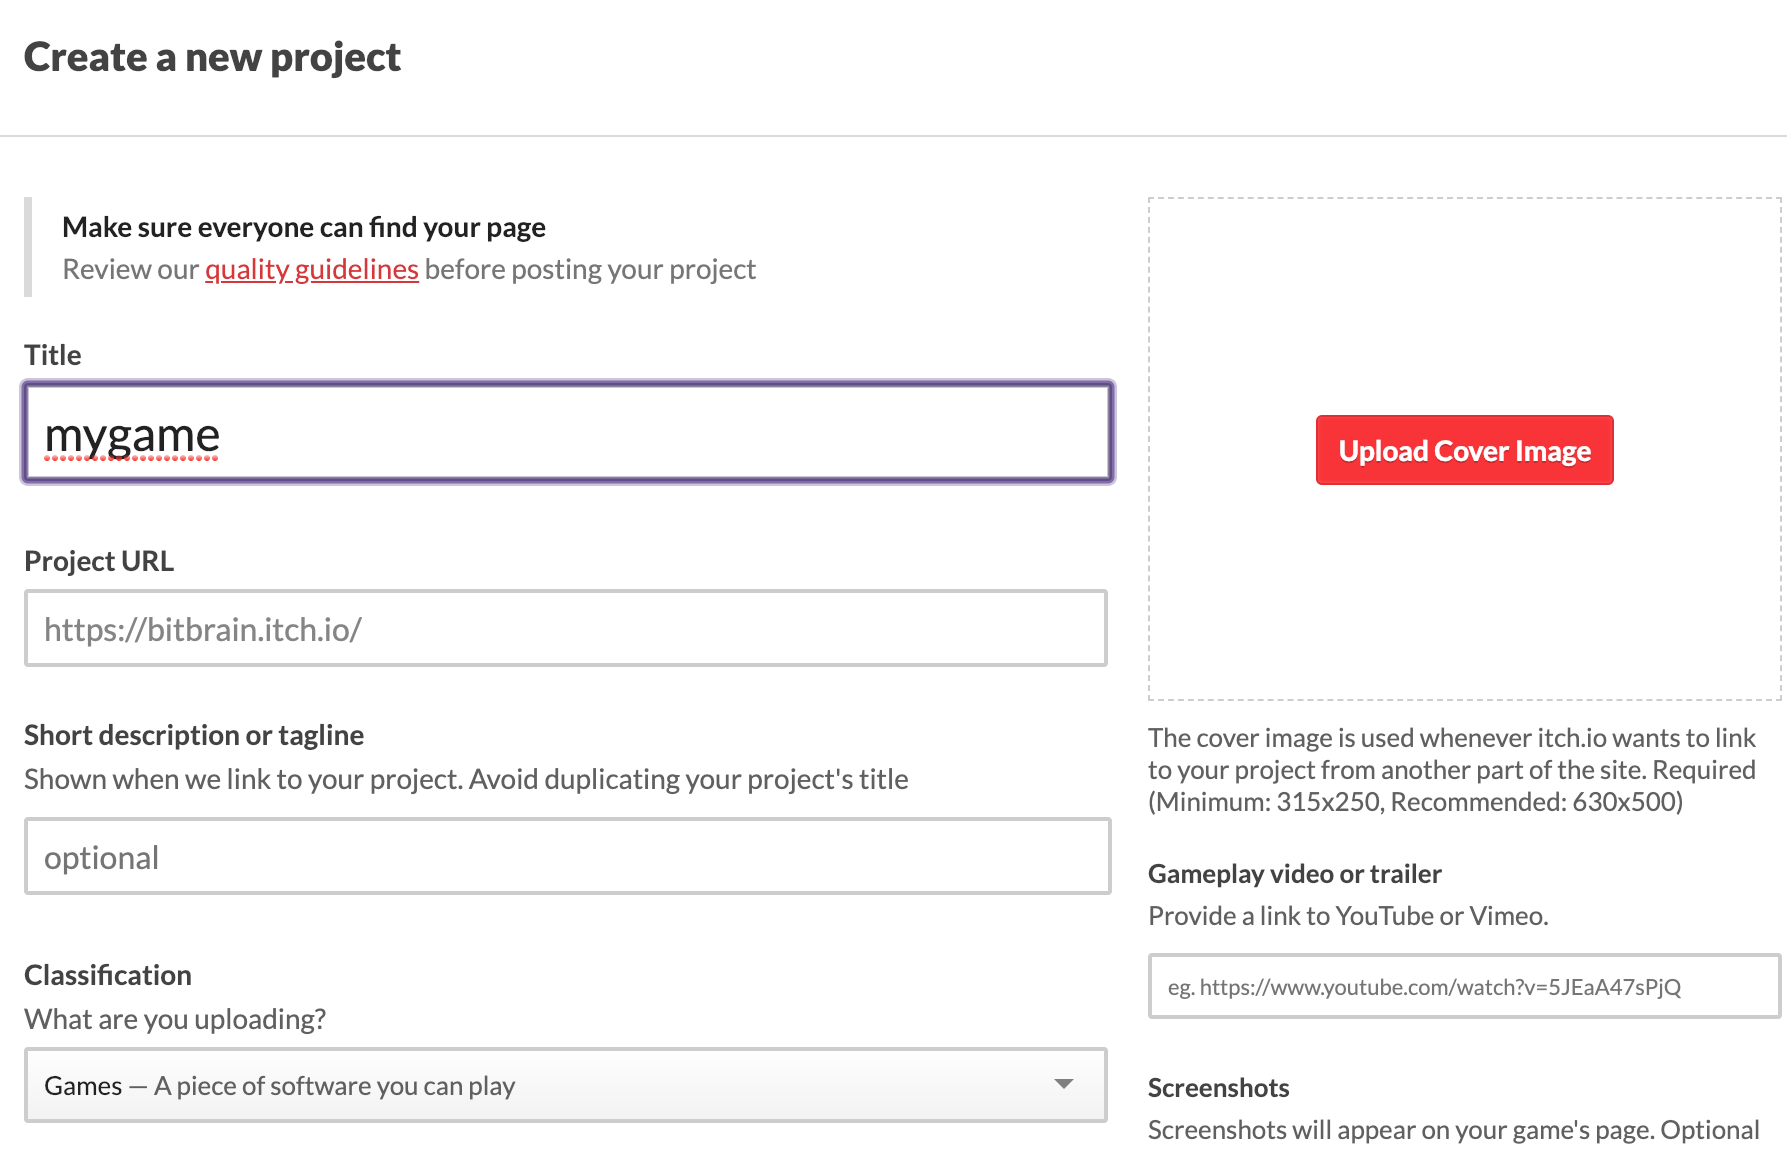 Create a new project
Make sure everyone can find your page
Review our quality guidelines before posting your project
Title
mygame
Project URL
https://bitbrain.itch.io/
Short description or tagline
Shown when we link to your project. Avoid duplicating your project's title
optional
Classification
What are you uploading?
Games — A piece of software you can play
Upload Cover Image
The cover image is used whenever itch.io wants to link
to your project from another part of the site. Required
(Minimum: 315x250, Recommended: 630x500)
Gameplay video or trailer
Provide a link to YouTube or Vimeo.
eg. https://www.youtube.com/watch?v=5JEaA47sPjQ
Screenshots
Screenshots will appear on your game's page. Optional